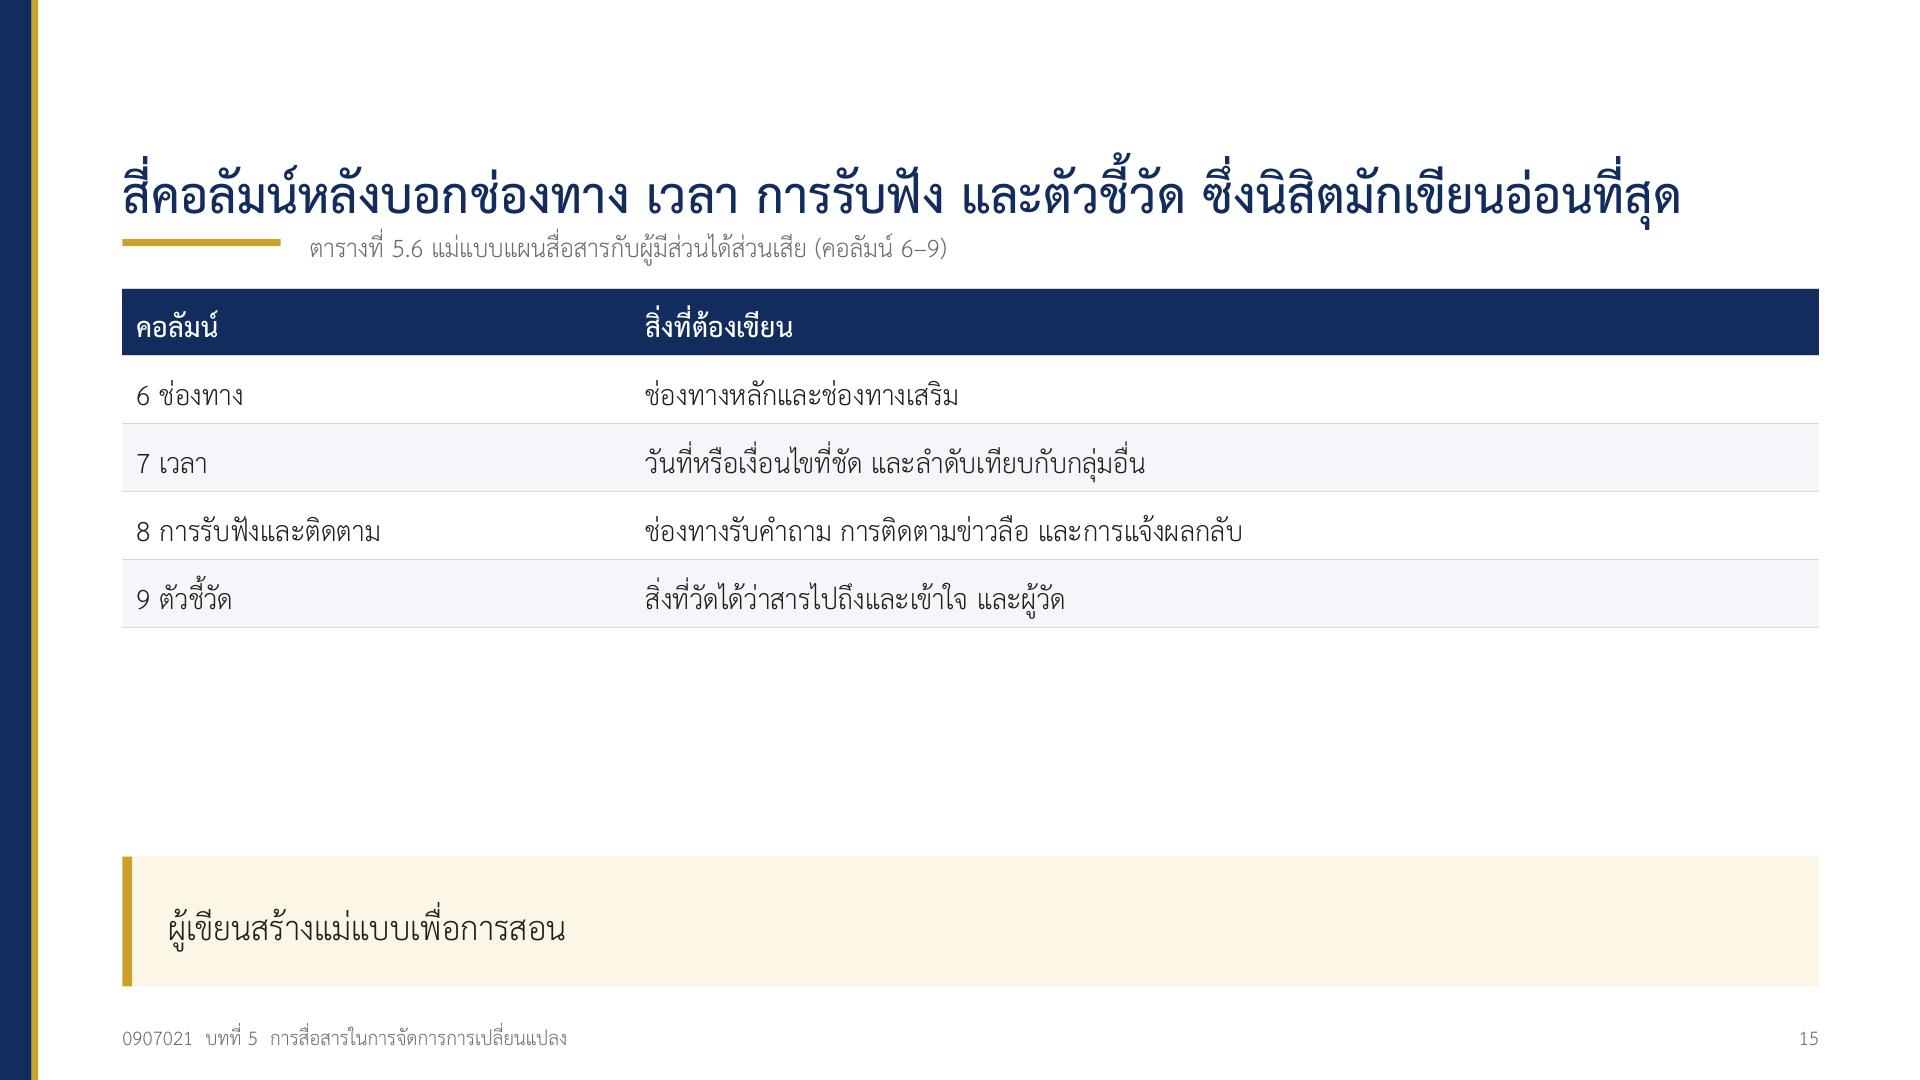 สี่คอลัมน์หลังบอกช่องทาง เวลา การรับฟัง และตัวชี้วัด ซึ่งนิสิตมักเขียนอ่อนที่สุด
ตารางที่ 5.6 แม่แบบแผนสื่อสารกับผู้มีส่วนได้ส่วนเสีย (คอลัมน์ 6–9)
คอลัมน์ สิ่งที่ต้องเขียน
6 ช่องทาง ช่องทางหลักและช่องทางเสริม
7 เวลา วันที่หรือเงื่อนไขที่ชัด และลำดับเทียบกับกลุ่มอื่น
8 การรับฟังและติดตาม ช่องทางรับคำถาม การติดตามข่าวลือ และการแจ้งผลกลับ
9 ตัวชี้วัด สิ่งที่วัดได้ว่าสารไปถึงและเข้าใจ และผู้วัด
ผู้เขียนสร้างแม่แบบเพื่อการสอน
0907021 บทที่ 5 การสื่อสารในการจัดการการเปลี่ยนแปลง 15